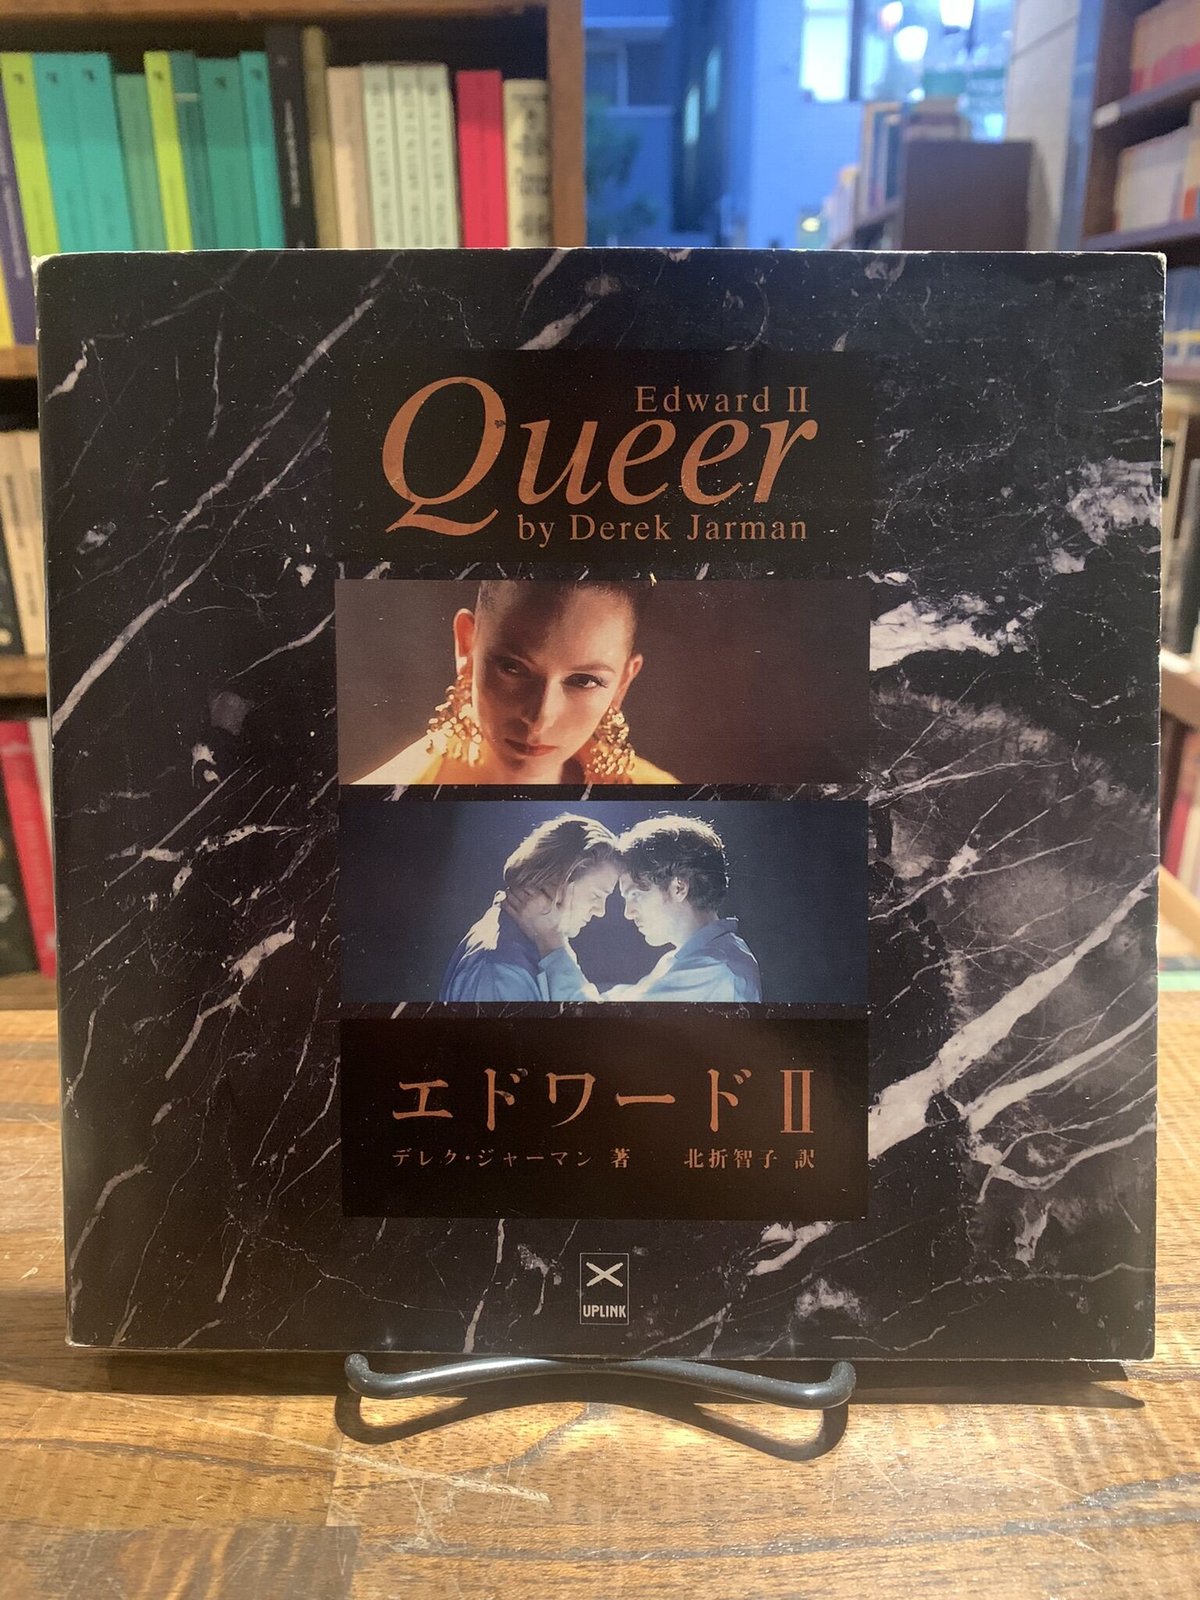 Edward II
Queer
by Derek Jarman
エドワードⅡ
デレク・ジャーマン 著 北折智子 訳
UPLINK